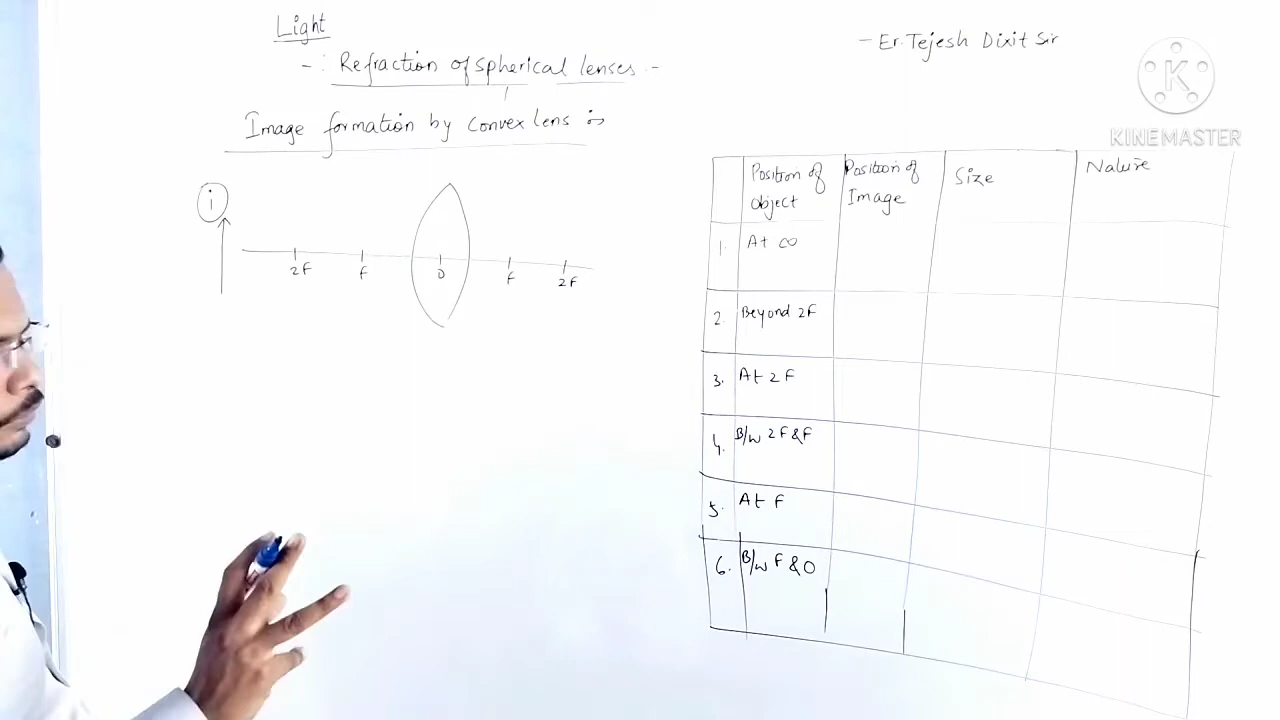 Light
- Er. Tejesh Dixit Sir
-: Refraction of spherical lenses -
Image formation by convex lens
KINEMASTER
i
2F F O F 2F
Position of object
Position of Image
Size
Nature
1. At ∞
2. Beyond 2F
3. At 2F
4. B/w 2F & F
5. At F
6. B/w F & O